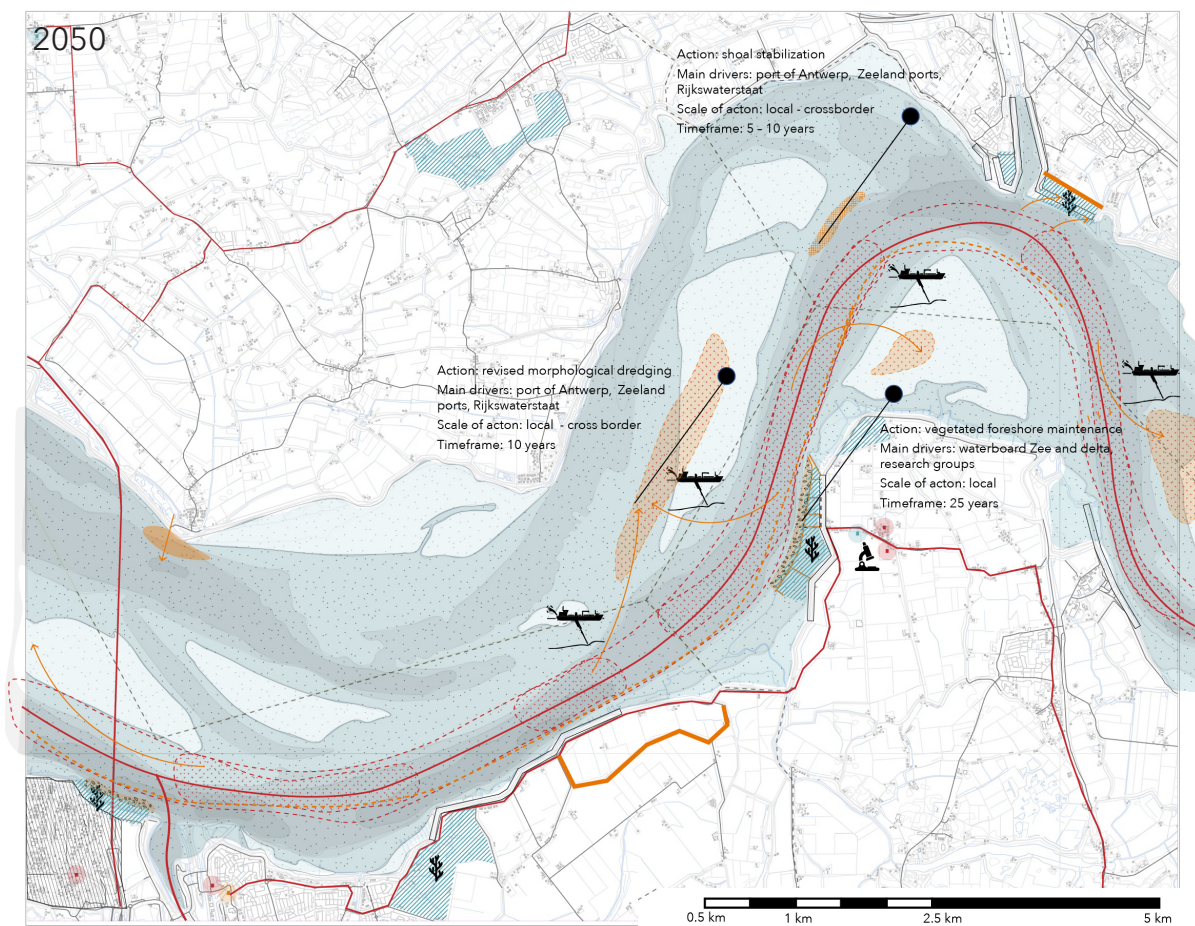 2050
Action: shoal stabilization
Main drivers: port of Antwerp, Zeeland ports,
Rijkswaterstaat
Scale of acton: local - crossborder
Timeframe: 5 – 10 years
Action: revised morphological dredging
Main drivers: port of Antwerp, Zeeland
ports, Rijkswaterstaat
Scale of acton: local - cross border
Timeframe: 10 years
Action: vegetated foreshore maintenance
Main drivers: waterboard Zee and delta,
research groups
Scale of acton: local
Timeframe: 25 years
0.5 km 1 km 2.5 km 5 km